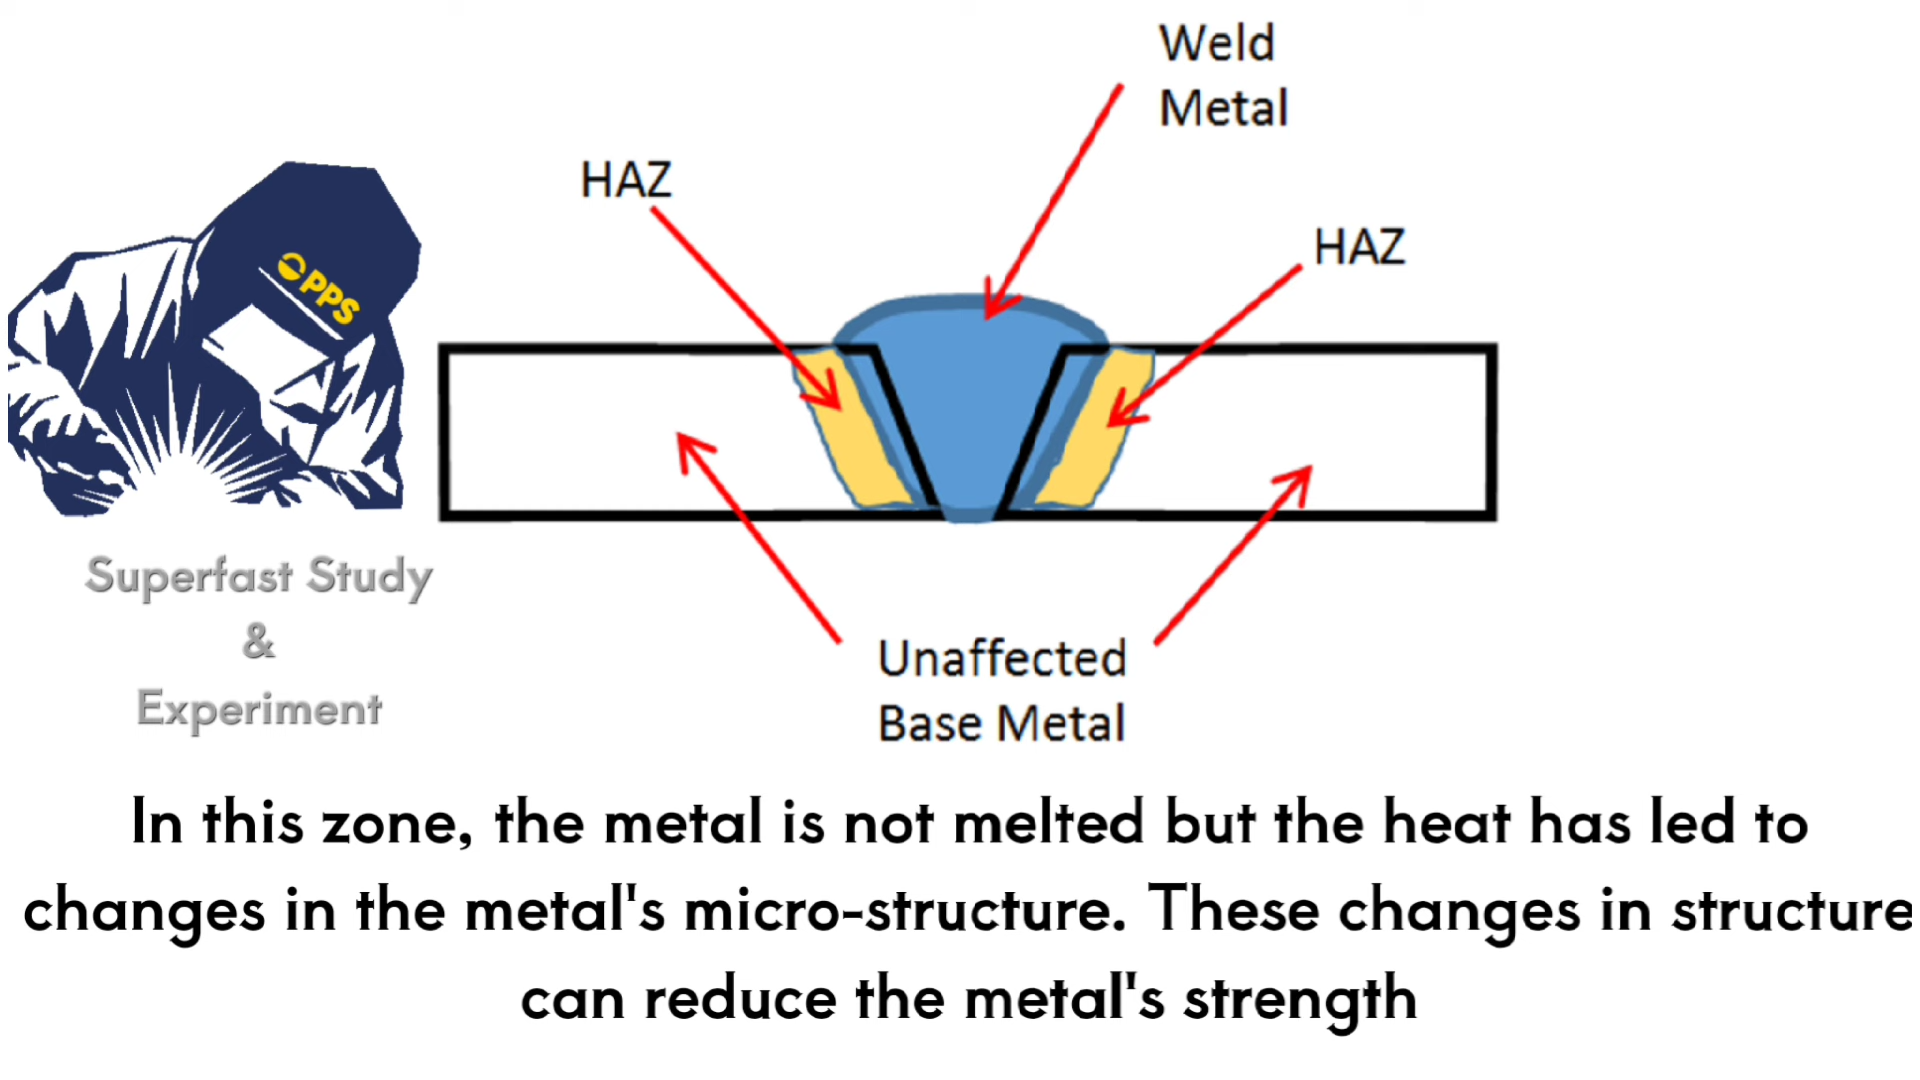 Weld
Metal
HAZ
HAZ
PPS
Superfast Study
&
Experiment
Unaffected
Base Metal
In this zone, the metal is not melted but the heat has led to
changes in the metal's micro-structure. These changes in structure
can reduce the metal's strength